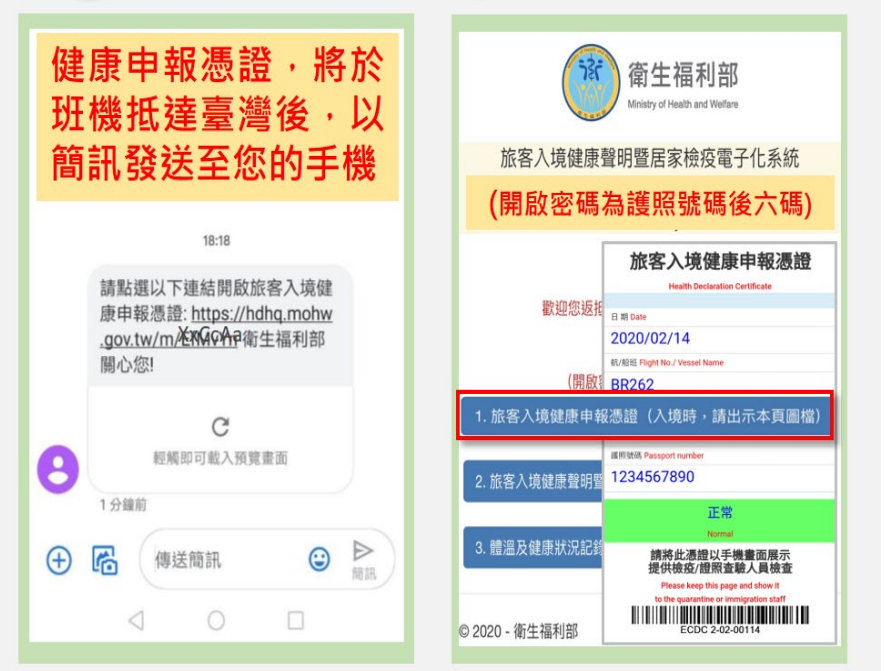 健康申報憑證，將於
班機抵達臺灣後，以
簡訊發送至您的手機
18:18
請點選以下連結開啟旅客入境健
康申報憑證: https://hdhq.mohw
.gov.tw/m/XxGoAa衛生福利部
關心您!
輕觸即可載入預覽畫面
1 分鐘前
傳送簡訊
簡訊
衛生福利部
Ministry of Health and Welfare
旅客入境健康聲明暨居家檢疫電子化系統
(開啟密碼為護照號碼後六碼)
歡迎您返抵
(開啟
旅客入境健康申報憑證
Health Declaration Certificate
日 期 Date
2020/02/14
航/船班 Flight No./ Vessel Name
BR262
1. 旅客入境健康申報憑證（入境時，請出示本頁圖檔）
護照號碼 Passport number
1234567890
2. 旅客入境健康聲明暨
正常
Normal
3. 體溫及健康狀況記錄
請將此憑證以手機畫面展示
提供檢疫/證照查驗人員檢查
Please keep this page and show it
to the quarantine or immigration staff
ECDC 2-02-00114
© 2020 - 衛生福利部